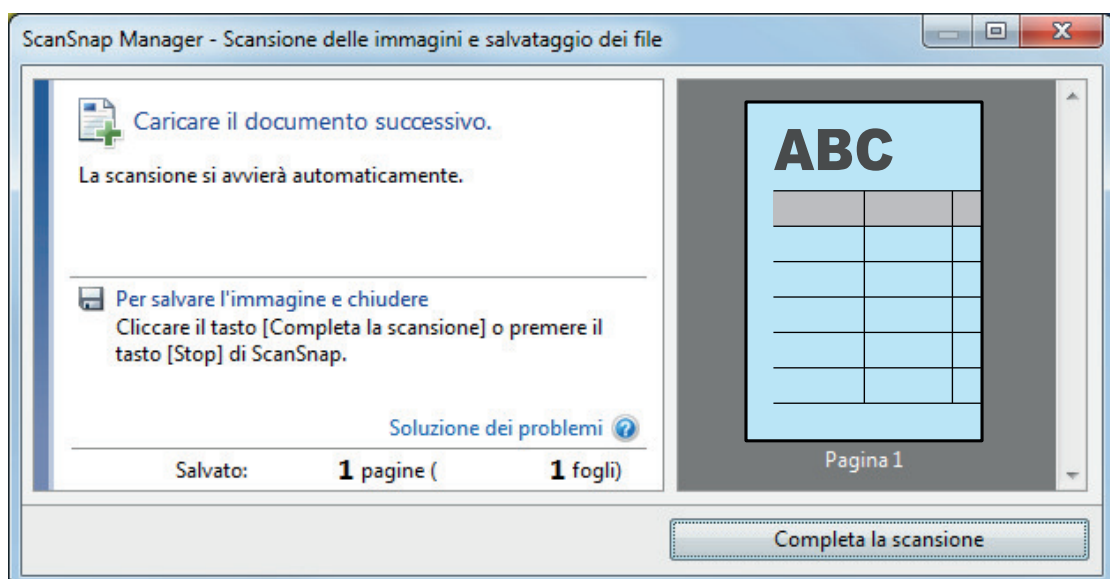 ScanSnap Manager - Scansione delle immagini e salvataggio dei file
Caricare il documento successivo.
La scansione si avvierà automaticamente.
Per salvare l'immagine e chiudere
Cliccare il tasto [Completa la scansione] o premere il
tasto [Stop] di ScanSnap.
Soluzione dei problemi
Salvato: 1 pagine ( 1 fogli)
ABC
Pagina 1
Completa la scansione